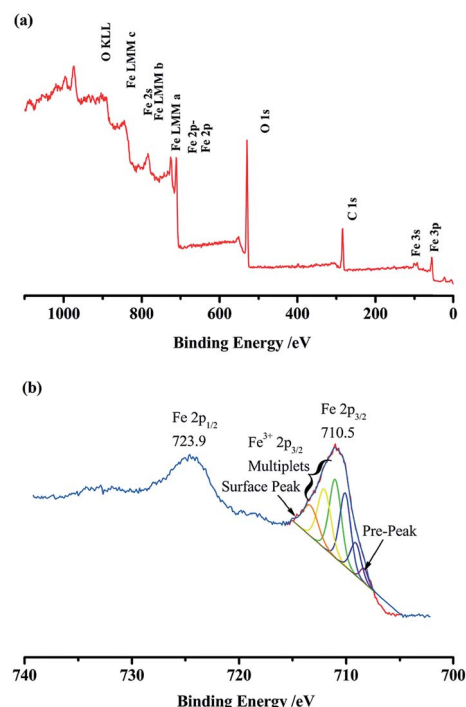 (a)
O KLL
Fe LMM c
Fe 2s
Fe LMM b
Fe LMM a
Fe 2p-
Fe 2p
O 1s
C 1s
Fe 3s
Fe 3p
1000 800 600 400 200 0
Binding Energy /eV
(b)
Fe 2p1/2
723.9
Fe 2p3/2
710.5
Fe3+ 2p3/2
Multiplets
Surface Peak
Pre-Peak
740 730 720 710 700
Binding Energy /eV